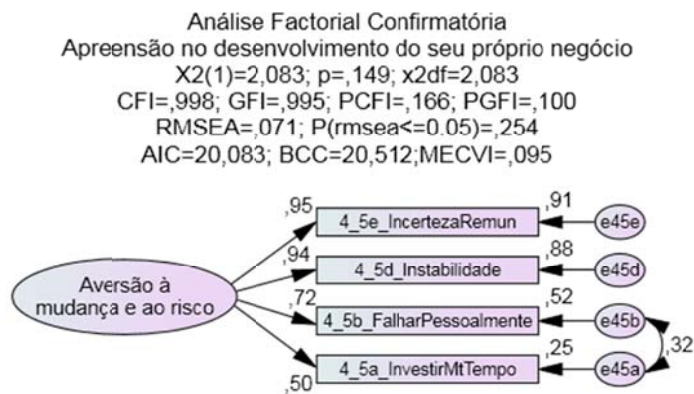 Análise Factorial Confirmatória
Apreensão no desenvolvimento do seu próprio negócio
X2(1)=2,083; p=,149; x2df=2,083
CFI=,998; GFI=,995; PCFI=,166; PGFI=,100
RMSEA=,071; P(rmsea<=0.05)=,254
AIC=20,083; BCC=20,512;MECVI=,095
,95
,91
4_5e_IncertezaRemun
e45e
,94
,88
4_5d_Instabilidade
e45d
Aversão à
mudança e ao risco
,72
,52
4_5b_FalharPessoalmente
e45b
,32
,25
4_5a_InvestirMtTempo
e45a
,50